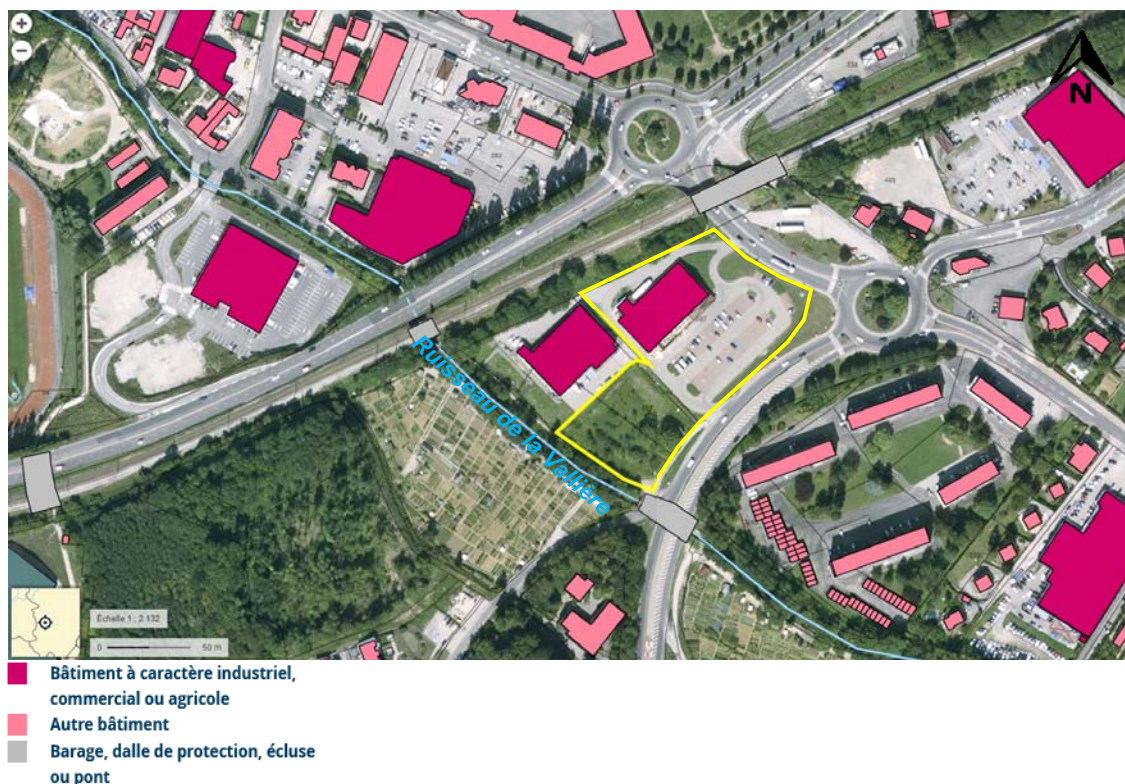 +
−
N
Ruisseau de la Vallière
Échelle 1 : 2 132
0 50 m
Bâtiment à caractère industriel,
commercial ou agricole
Autre bâtiment
Barage, dalle de protection, écluse
ou pont